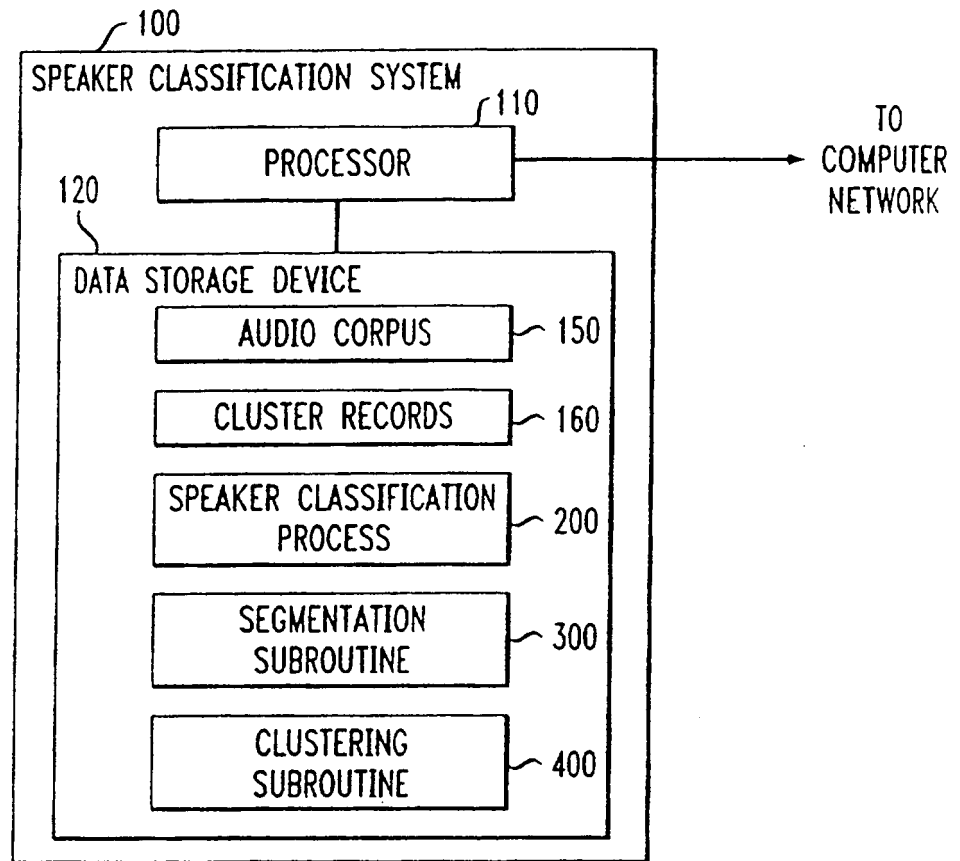 100
SPEAKER CLASSIFICATION SYSTEM
110
PROCESSOR
TO
COMPUTER
NETWORK
120
DATA STORAGE DEVICE
AUDIO CORPUS
150
CLUSTER RECORDS
160
SPEAKER CLASSIFICATION
PROCESS
200
SEGMENTATION
SUBROUTINE
300
CLUSTERING
SUBROUTINE
400